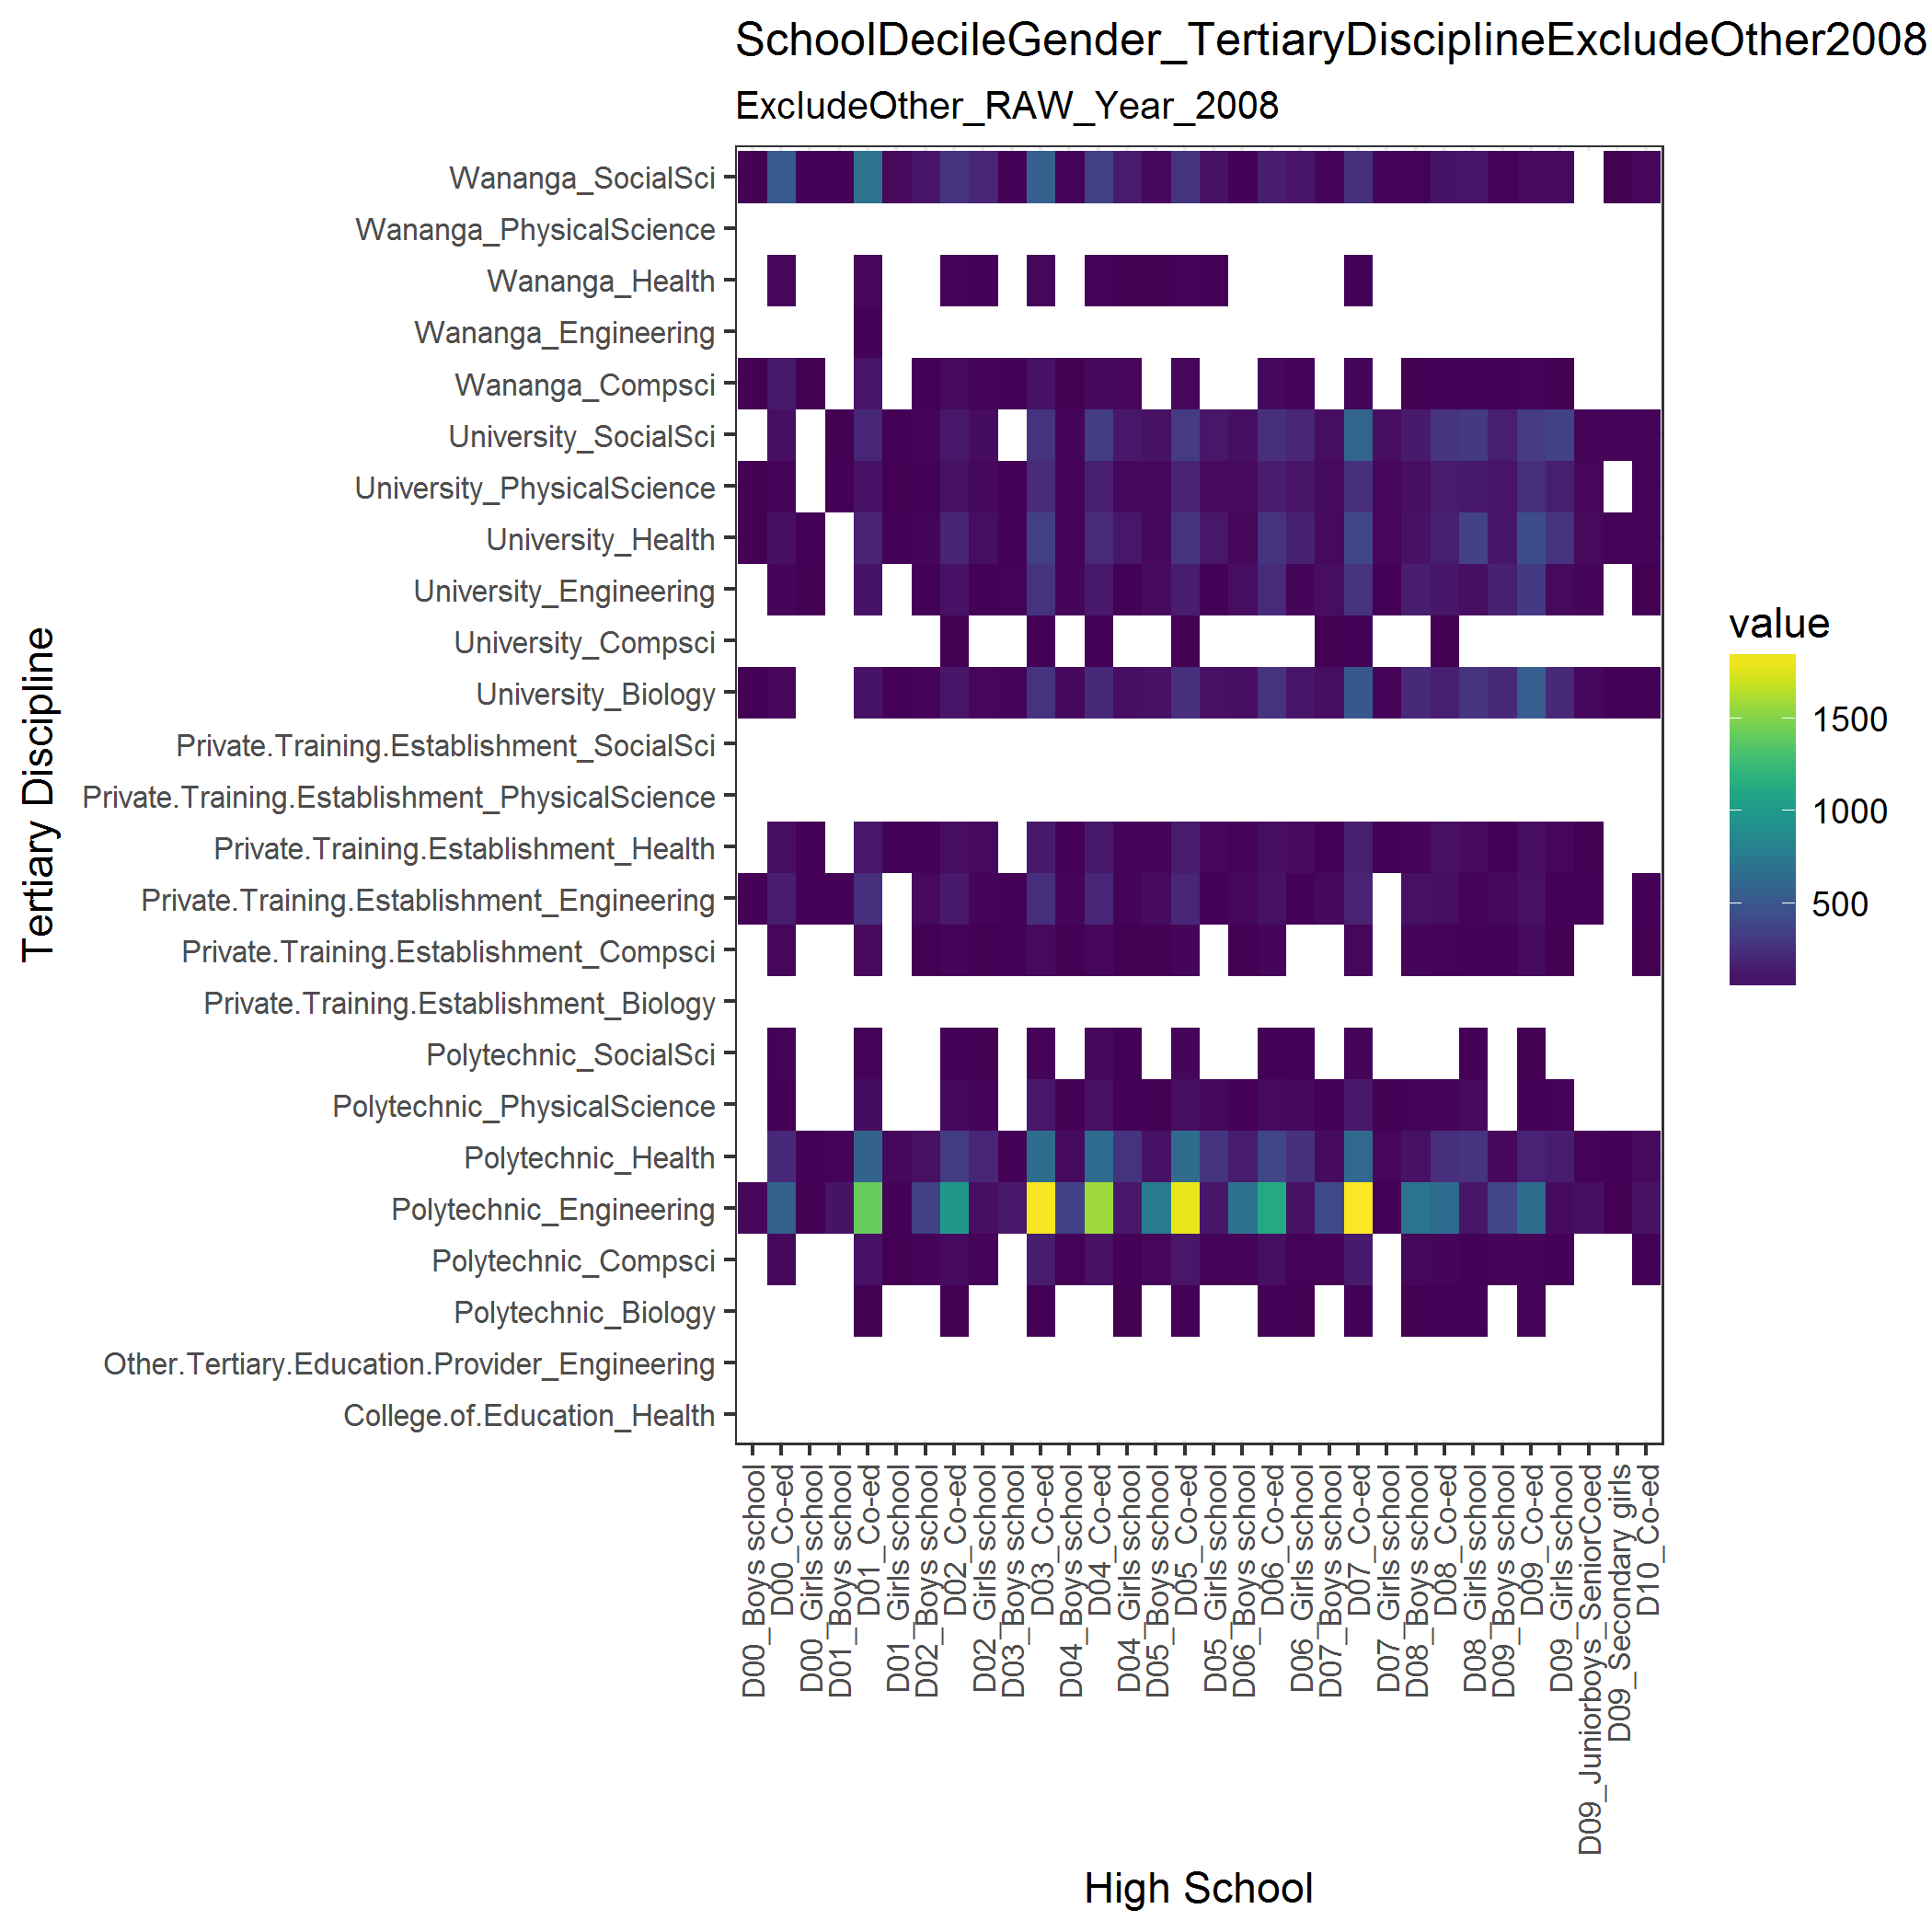 SchoolDecileGender_TertiaryDisciplineExcludeOther2008
ExcludeOther_RAW_Year_2008
Tertiary Discipline
Wananga_SocialSci
Wananga_PhysicalScience
Wananga_Health
Wananga_Engineering
Wananga_Compsci
University_SocialSci
University_PhysicalScience
University_Health
University_Engineering
University_Compsci
University_Biology
Private.Training.Establishment_SocialSci
Private.Training.Establishment_PhysicalScience
Private.Training.Establishment_Health
Private.Training.Establishment_Engineering
Private.Training.Establishment_Compsci
Private.Training.Establishment_Biology
Polytechnic_SocialSci
Polytechnic_PhysicalScience
Polytechnic_Health
Polytechnic_Engineering
Polytechnic_Compsci
Polytechnic_Biology
Other.Tertiary.Education.Provider_Engineering
College.of.Education_Health
D00_Boys school
D00_Co-ed
D00_Girls school
D01_Boys school
D01_Co-ed
D01_Girls school
D02_Boys school
D02_Co-ed
D02_Girls school
D03_Boys school
D03_Co-ed
D04_Boys school
D04_Co-ed
D04_Girls school
D05_Boys school
D05_Co-ed
D05_Girls school
D06_Boys school
D06_Co-ed
D06_Girls school
D07_Boys school
D07_Co-ed
D07_Girls school
D08_Boys school
D08_Co-ed
D08_Girls school
D09_Boys school
D09_Co-ed
D09_Girls school
D09_Juniorboys_SeniorCoed
D09_Secondary girls
D10_Co-ed
High School
value
1500
1000
500